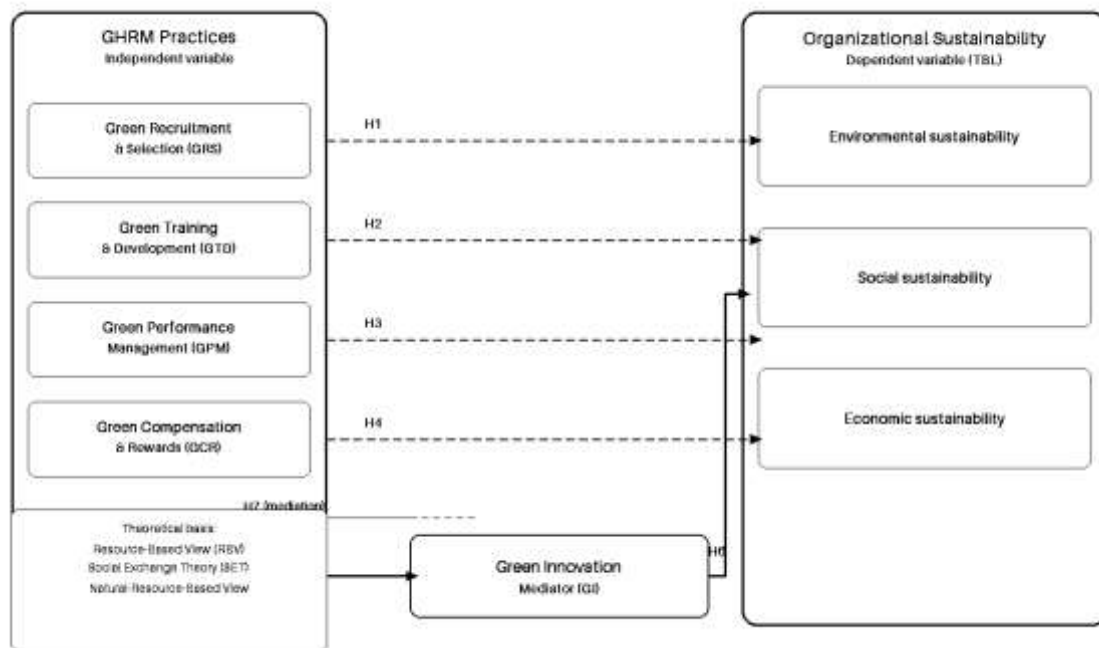 GHRM Practices
Independent variable
Green Recruitment
& Selection (GRS)
Green Training
& Development (GTD)
Green Performance
Management (GPM)
Green Compensation
& Rewards (GCR)
H7 (mediation)
Theoretical basis
Resource-Based View (RBV)
Social Exchange Theory (SET)
Natural-Resource-Based View
H1
H2
H3
H4
Green Innovation
Mediator (GI)
H6
Organizational Sustainability
Dependent variable (TBL)
Environmental sustainability
Social sustainability
Economic sustainability